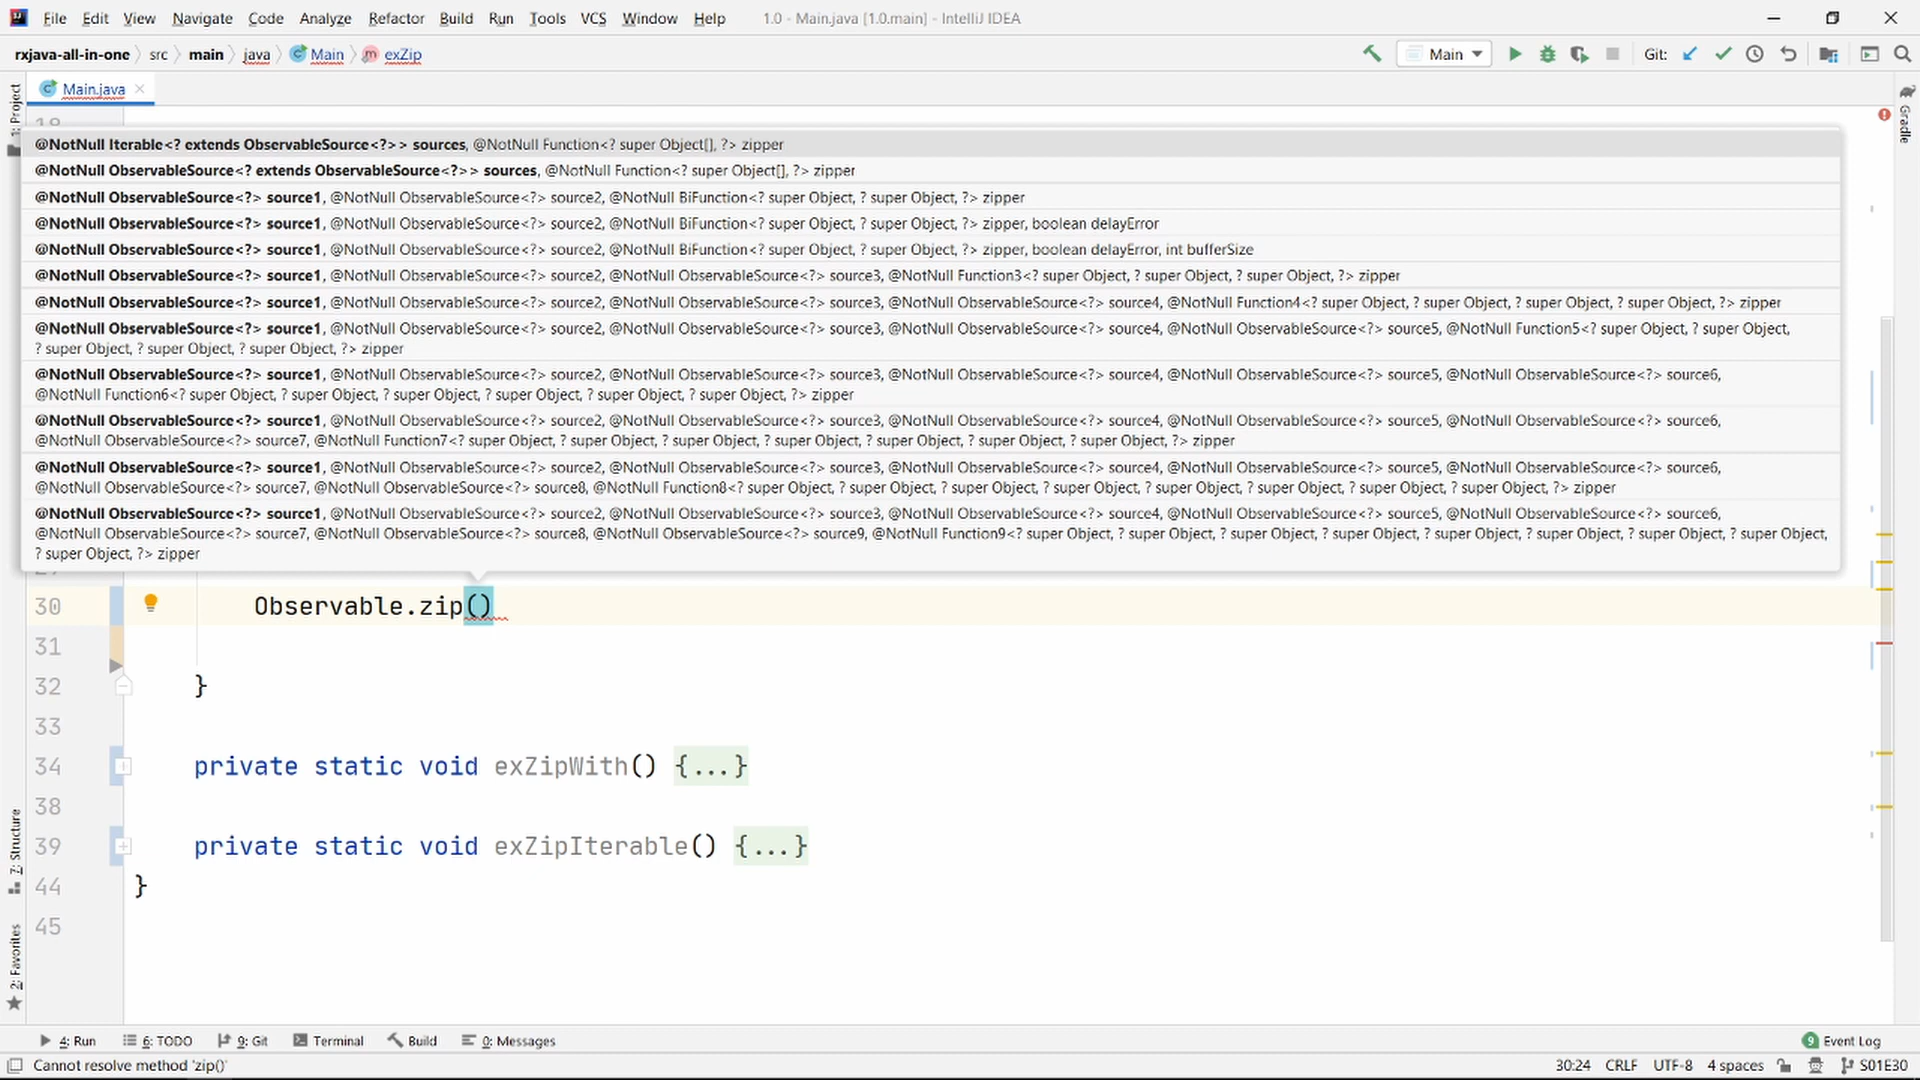 File Edit View Navigate Code Analyze Refactor Build Run Tools VCS Window Help 1.0 - Main.java [1.0.main] - IntelliJ IDEA
rxjava-all-in-one src main java Main exZip Main Git:
Main.java
1: Project
Gradle
@NotNull Iterable<? extends ObservableSource<?>> sources, @NotNull Function<? super Object[], ?> zipper
@NotNull ObservableSource<? extends ObservableSource<?>> sources, @NotNull Function<? super Object[], ?> zipper
@NotNull ObservableSource<?> source1, @NotNull ObservableSource<?> source2, @NotNull BiFunction<? super Object, ? super Object, ?> zipper
@NotNull ObservableSource<?> source1, @NotNull ObservableSource<?> source2, @NotNull BiFunction<? super Object, ? super Object, ?> zipper, boolean delayError
@NotNull ObservableSource<?> source1, @NotNull ObservableSource<?> source2, @NotNull BiFunction<? super Object, ? super Object, ?> zipper, boolean delayError, int bufferSize
@NotNull ObservableSource<?> source1, @NotNull ObservableSource<?> source2, @NotNull ObservableSource<?> source3, @NotNull Function3<? super Object, ? super Object, ? super Object, ?> zipper
@NotNull ObservableSource<?> source1, @NotNull ObservableSource<?> source2, @NotNull ObservableSource<?> source3, @NotNull ObservableSource<?> source4, @NotNull Function4<? super Object, ? super Object, ? super Object, ? super Object, ?> zipper
@NotNull ObservableSource<?> source1, @NotNull ObservableSource<?> source2, @NotNull ObservableSource<?> source3, @NotNull ObservableSource<?> source4, @NotNull ObservableSource<?> source5, @NotNull Function5<? super Object, ? super Object,
? super Object, ? super Object, ? super Object, ?> zipper
@NotNull ObservableSource<?> source1, @NotNull ObservableSource<?> source2, @NotNull ObservableSource<?> source3, @NotNull ObservableSource<?> source4, @NotNull ObservableSource<?> source5, @NotNull ObservableSource<?> source6,
@NotNull Function6<? super Object, ? super Object, ? super Object, ? super Object, ? super Object, ? super Object, ?> zipper
@NotNull ObservableSource<?> source1, @NotNull ObservableSource<?> source2, @NotNull ObservableSource<?> source3, @NotNull ObservableSource<?> source4, @NotNull ObservableSource<?> source5, @NotNull ObservableSource<?> source6,
@NotNull ObservableSource<?> source7, @NotNull Function7<? super Object, ? super Object, ? super Object, ? super Object, ? super Object, ? super Object, ? super Object, ?> zipper
@NotNull ObservableSource<?> source1, @NotNull ObservableSource<?> source2, @NotNull ObservableSource<?> source3, @NotNull ObservableSource<?> source4, @NotNull ObservableSource<?> source5, @NotNull ObservableSource<?> source6,
@NotNull ObservableSource<?> source7, @NotNull ObservableSource<?> source8, @NotNull Function8<? super Object, ? super Object, ? super Object, ? super Object, ? super Object, ? super Object, ? super Object, ? super Object, ?> zipper
@NotNull ObservableSource<?> source1, @NotNull ObservableSource<?> source2, @NotNull ObservableSource<?> source3, @NotNull ObservableSource<?> source4, @NotNull ObservableSource<?> source5, @NotNull ObservableSource<?> source6,
@NotNull ObservableSource<?> source7, @NotNull ObservableSource<?> source8, @NotNull ObservableSource<?> source9, @NotNull Function9<? super Object, ? super Object, ? super Object, ? super Object, ? super Object, ? super Object, ? super Object, ? super Object,
? super Object, ?> zipper
30 Observable.zip()
31
32 }
33
34 private static void exZipWith() {...}
38
39 private static void exZipIterable() {...}
44 }
45
7: Structure
2: Favorites
4: Run 6: TODO 9: Git Terminal Build 0: Messages 9 Event Log
Cannot resolve method 'zip()' 30:24 CRLF UTF-8 4 spaces S01E30